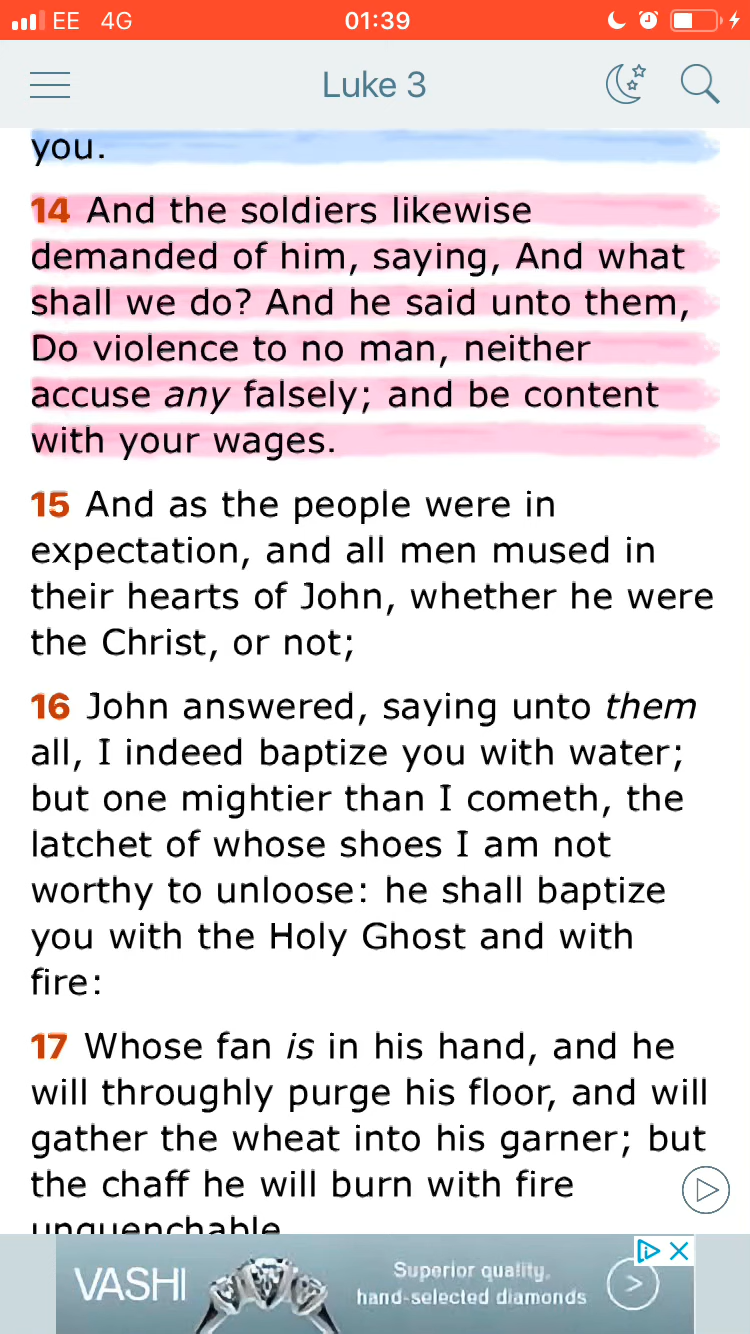 EE 4G 01:39
Luke 3
you.
14 And the soldiers likewise
demanded of him, saying, And what
shall we do? And he said unto them,
Do violence to no man, neither
accuse any falsely; and be content
with your wages.
15 And as the people were in
expectation, and all men mused in
their hearts of John, whether he were
the Christ, or not;
16 John answered, saying unto them
all, I indeed baptize you with water;
but one mightier than I cometh, the
latchet of whose shoes I am not
worthy to unloose: he shall baptize
you with the Holy Ghost and with
fire:
17 Whose fan is in his hand, and he
will throughly purge his floor, and will
gather the wheat into his garner; but
the chaff he will burn with fire
unquenchable
VASHI
Superior quality,
hand-selected diamonds